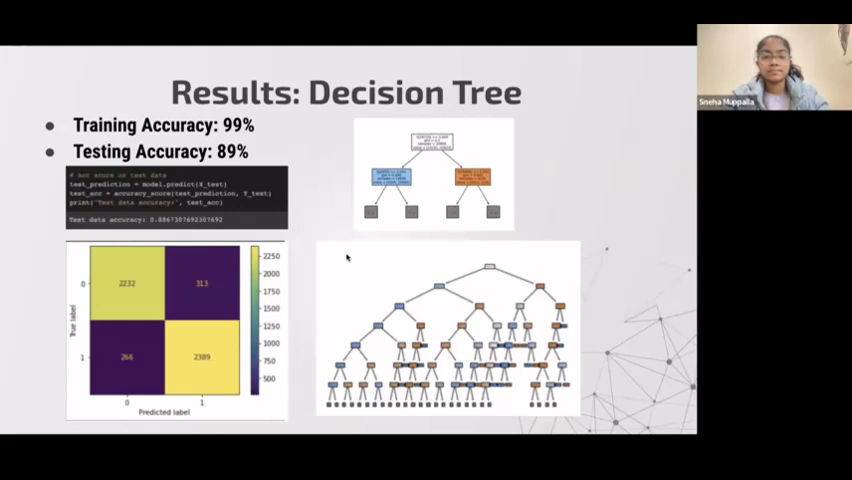 Results: Decision Tree
● Training Accuracy: 99%
● Testing Accuracy: 89%
# Acc score on test data
test_prediction = model.predict(X_test)
test_acc = accuracy_score(test_prediction, Y_test)
print("Test data accuracy:", test_acc)
Test data accuracy: 0.8867307692307692
True label
0
1
2232
313
266
2389
0
1
Predicted label
2250
2000
1750
1500
1250
1000
750
500
Sneha Muppalla